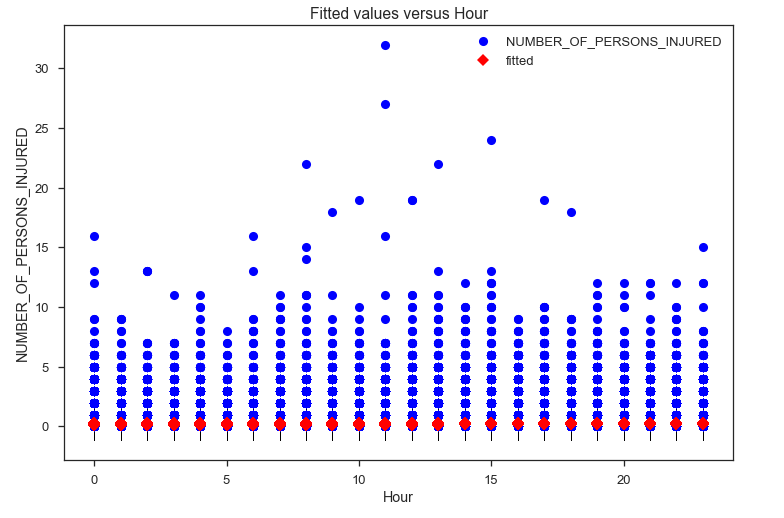 Fitted values versus Hour
NUMBER_OF_PERSONS_INJURED
fitted
NUMBER_OF_PERSONS_INJURED
30
25
20
15
10
5
0
0
5
10
15
20
Hour